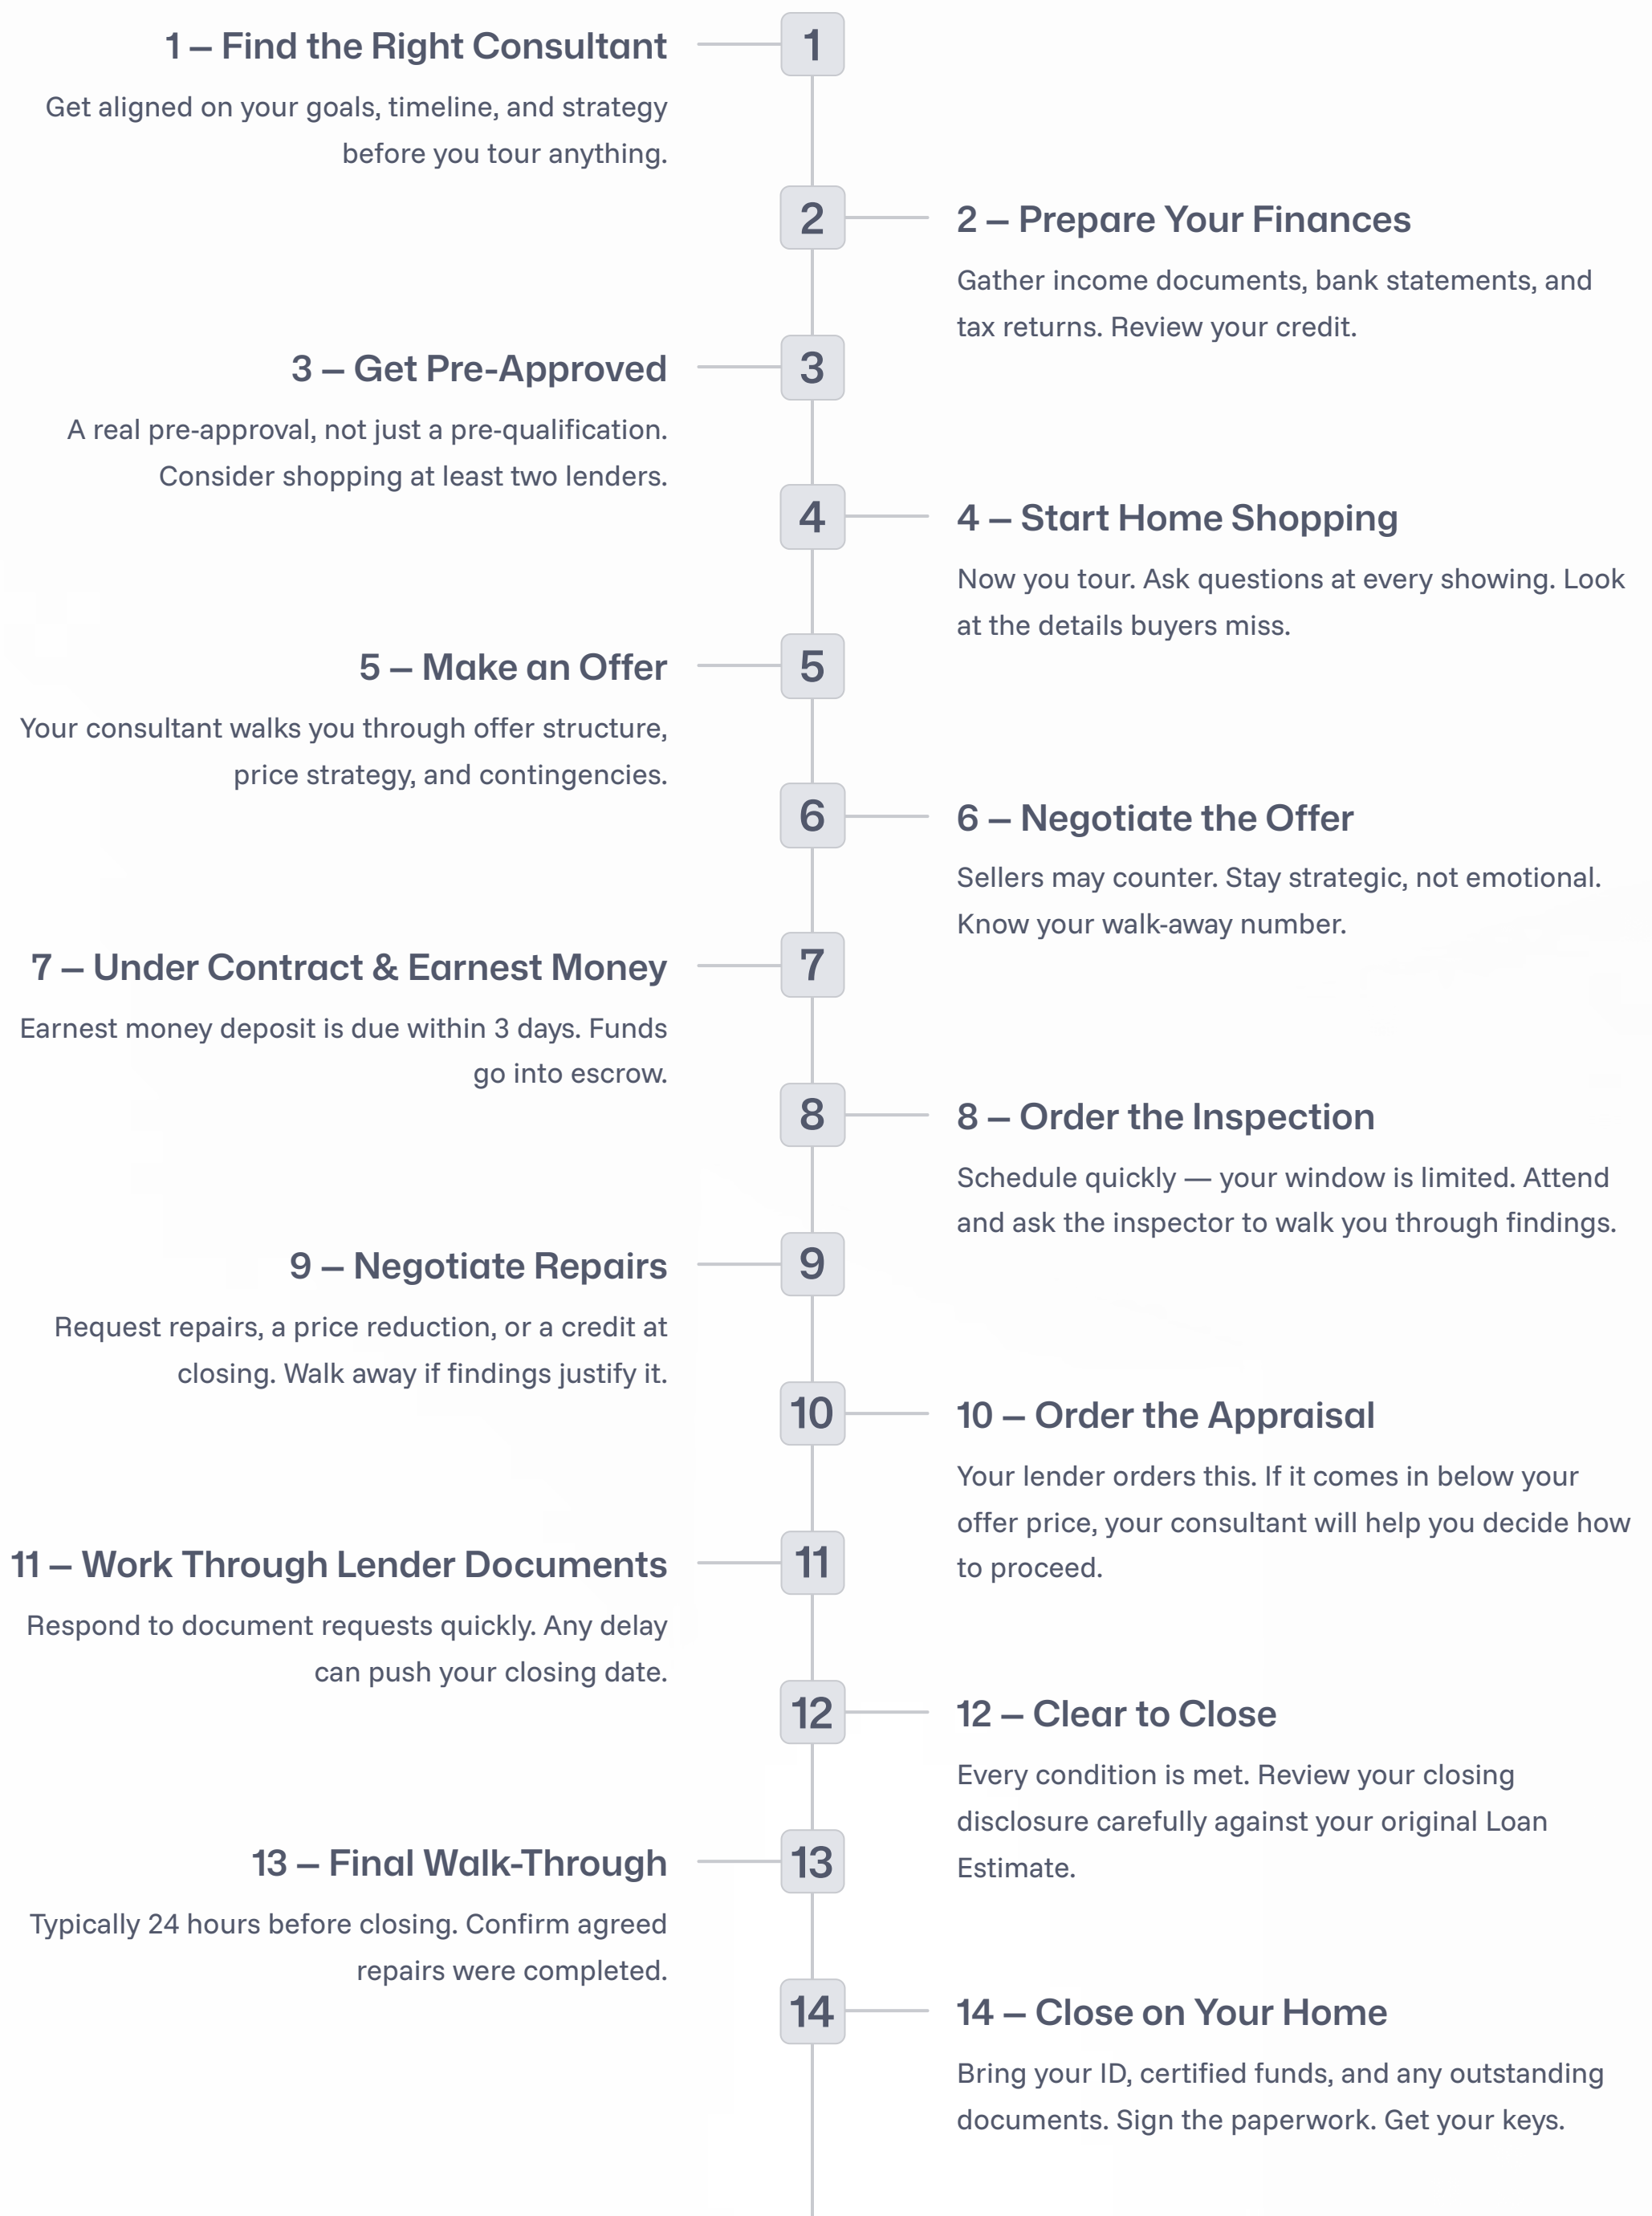 1 – Find the Right Consultant
1
Get aligned on your goals, timeline, and strategy
before you tour anything.
2
2 – Prepare Your Finances
Gather income documents, bank statements, and
tax returns. Review your credit.
3 – Get Pre-Approved
3
A real pre-approval, not just a pre-qualification.
Consider shopping at least two lenders.
4
4 – Start Home Shopping
Now you tour. Ask questions at every showing. Look
at the details buyers miss.
5 – Make an Offer
5
Your consultant walks you through offer structure,
price strategy, and contingencies.
6
6 – Negotiate the Offer
Sellers may counter. Stay strategic, not emotional.
Know your walk-away number.
7 – Under Contract & Earnest Money
7
Earnest money deposit is due within 3 days. Funds
go into escrow.
8
8 – Order the Inspection
Schedule quickly — your window is limited. Attend
and ask the inspector to walk you through findings.
9 – Negotiate Repairs
9
Request repairs, a price reduction, or a credit at
closing. Walk away if findings justify it.
10
10 – Order the Appraisal
Your lender orders this. If it comes in below your
offer price, your consultant will help you decide how
to proceed.
11 – Work Through Lender Documents
11
Respond to document requests quickly. Any delay
can push your closing date.
12
12 – Clear to Close
Every condition is met. Review your closing
disclosure carefully against your original Loan
Estimate.
13 – Final Walk-Through
13
Typically 24 hours before closing. Confirm agreed
repairs were completed.
14
14 – Close on Your Home
Bring your ID, certified funds, and any outstanding
documents. Sign the paperwork. Get your keys.